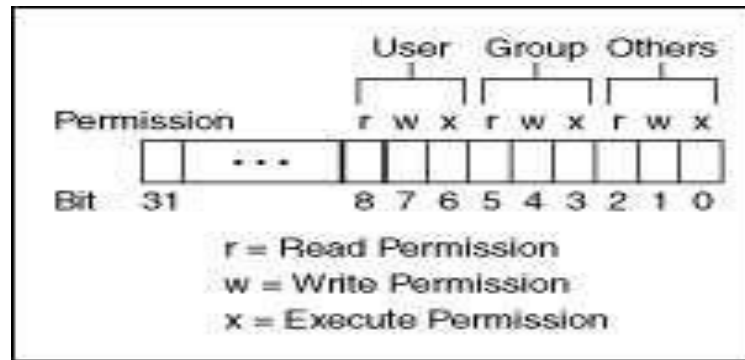 User Group Others
Permission r w x r w x r w x
...
Bit 31 8 7 6 5 4 3 2 1 0
r = Read Permission
w = Write Permission
x = Execute Permission